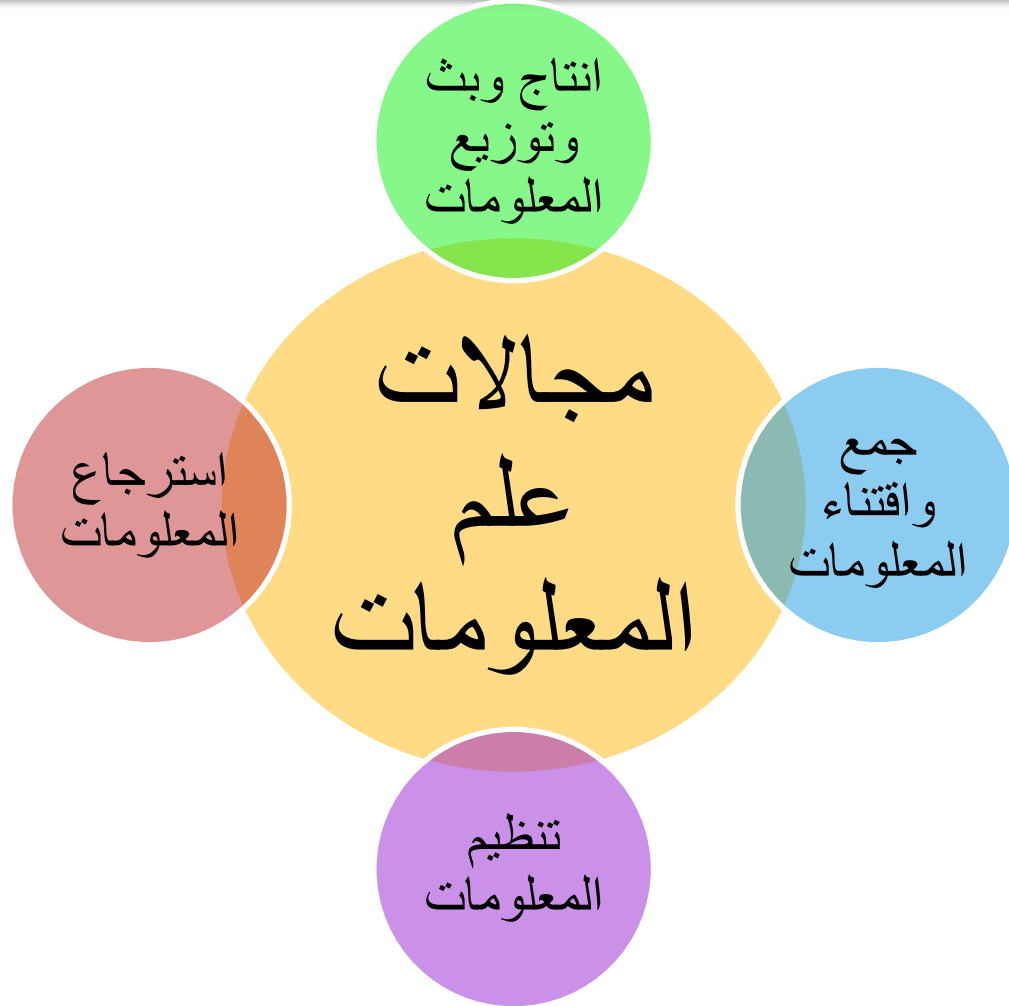 انتاج وبث
وتوزيع
المعلومات
مجالات
علم
المعلومات
جمع
واقتناء
المعلومات
تنظيم
المعلومات
استرجاع
المعلومات